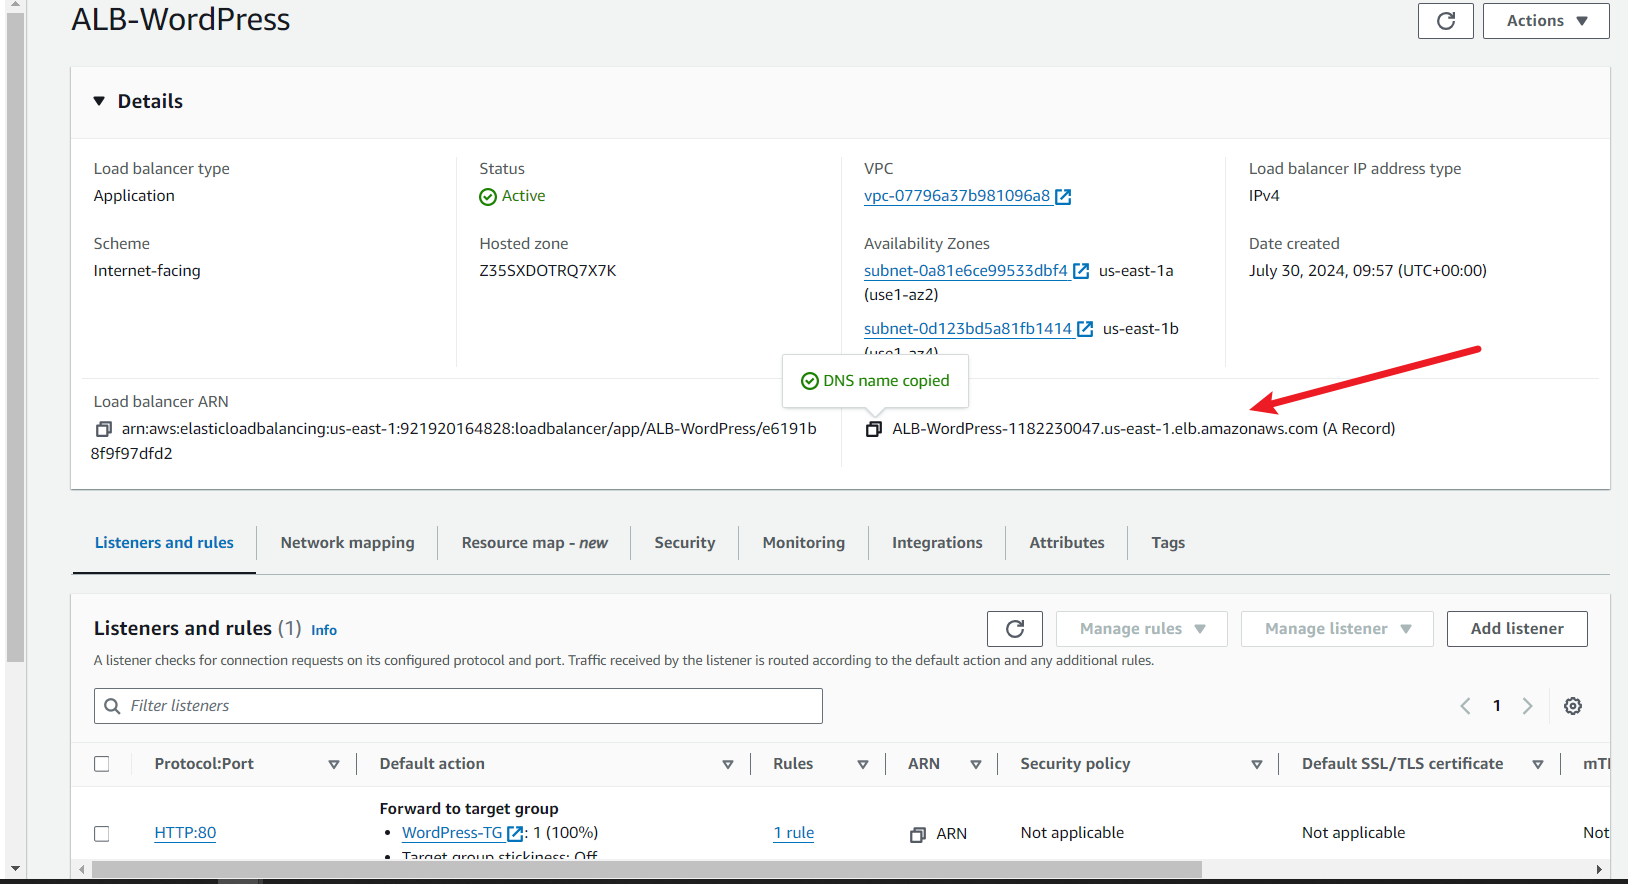 ALB-WordPress
Actions
Details
Load balancer type
Application
Status
Active
VPC
vpc-07796a37b981096a8
Load balancer IP address type
IPv4
Scheme
Internet-facing
Hosted zone
Z35SXDOTRQ7X7K
Availability Zones
subnet-0a81e6ce99533dbf4 us-east-1a
(use1-az2)
subnet-0d123bd5a81fb1414 us-east-1b
(use1-az4)
Date created
July 30, 2024, 09:57 (UTC+00:00)
DNS name copied
Load balancer ARN
arn:aws:elasticloadbalancing:us-east-1:921920164828:loadbalancer/app/ALB-WordPress/e6191b
8f9f97dfd2
ALB-WordPress-1182230047.us-east-1.elb.amazonaws.com (A Record)
Listeners and rules
Network mapping
Resource map - new
Security
Monitoring
Integrations
Attributes
Tags
Listeners and rules (1) Info
Manage rules
Manage listener
Add listener
A listener checks for connection requests on its configured protocol and port. Traffic received by the listener is routed according to the default action and any additional rules.
Filter listeners
1
Protocol:Port
Default action
Rules
ARN
Security policy
Default SSL/TLS certificate
HTTP:80
Forward to target group
• WordPress-TG : 1 (100%)
• Target group stickiness: Off
1 rule
ARN
Not applicable
Not applicable
Not